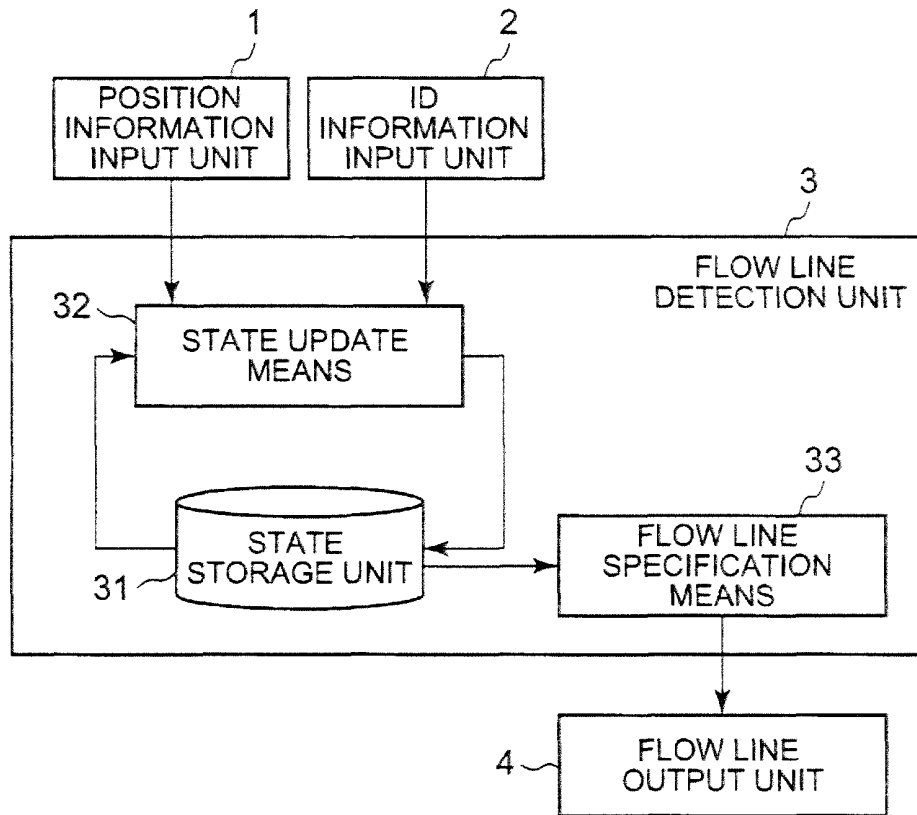 1
2
POSITION
INFORMATION
INPUT UNIT
ID
INFORMATION
INPUT UNIT
3
FLOW LINE
DETECTION UNIT
32
STATE UPDATE
MEANS
33
STATE
STORAGE UNIT
31
FLOW LINE
SPECIFICATION
MEANS
4
FLOW LINE
OUTPUT UNIT